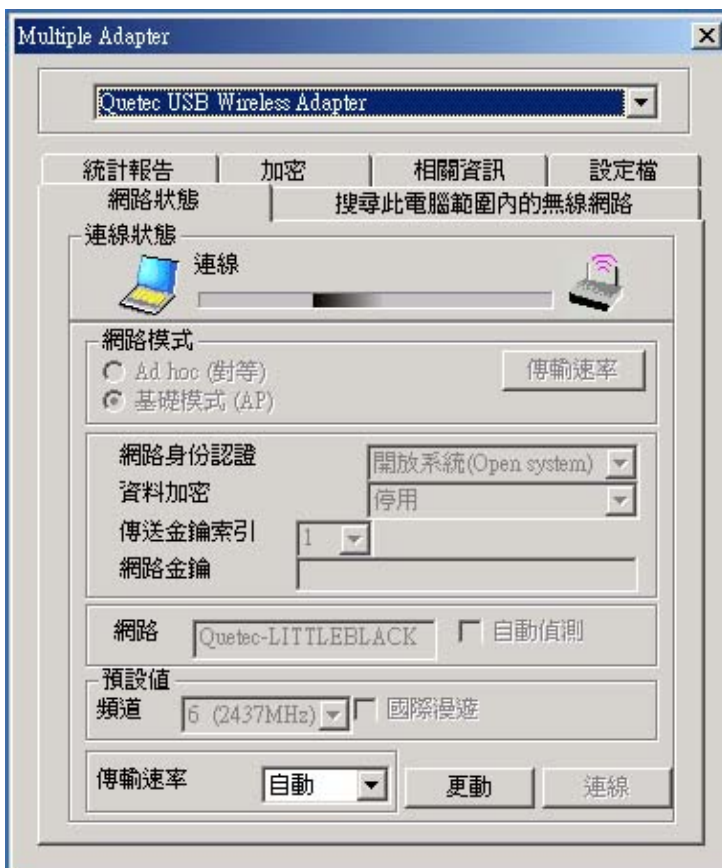 Multiple Adapter
Quetec USB Wireless Adapter
統計報告 加密 相關資訊 設定檔
網路狀態 搜尋此電腦範圍內的無線網路
連線狀態
連線
網路模式
Ad hoc (對等)
基礎模式 (AP)
傳輸速率
網路身份認證 開放系統(Open system)
資料加密 停用
傳送金鑰索引 1
網路金鑰
網路 Quetec-LITTLEBLACK 自動偵測
預設值
頻道 6 (2437MHz) 國際漫遊
傳輸速率 自動 更動 連線